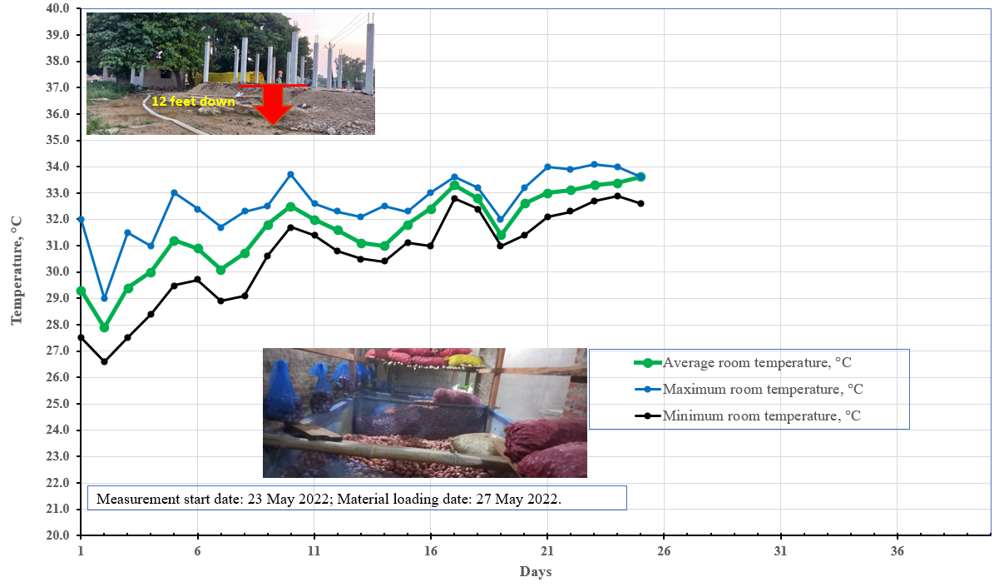 40.0
39.0
38.0
37.0
36.0
35.0
34.0
33.0
32.0
31.0
30.0
29.0
28.0
27.0
26.0
25.0
24.0
23.0
22.0
21.0
20.0
Temperature, °C
12 feet down
Average room temperature, °C
Maximum room temperature, °C
Minimum room temperature, °C
Measurement start date: 23 May 2022; Material loading date: 27 May 2022.
1 6 11 16 21 26 31 36
Days